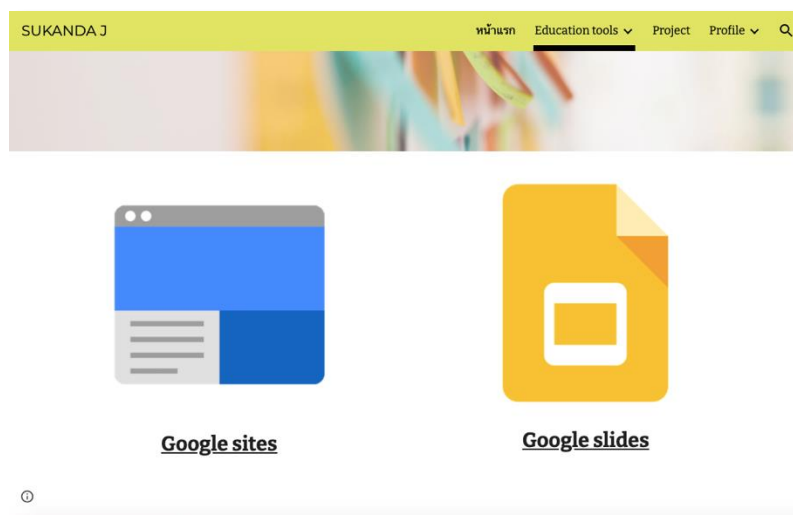 SUKANDA J
หน้าแรก Education tools Project Profile
Google sites
Google slides